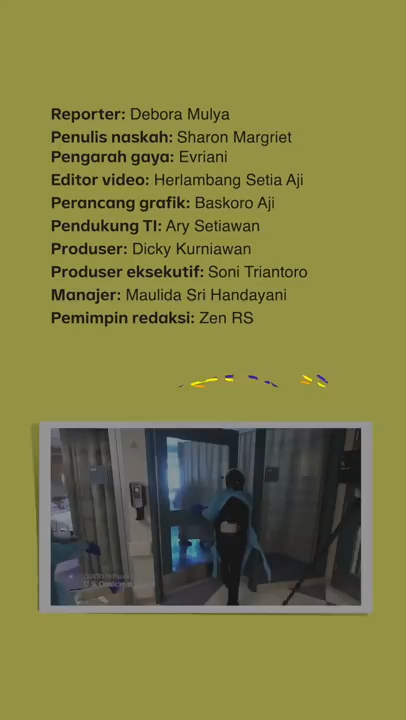 Reporter: Debora Mulya
Penulis naskah: Sharon Margriet
Pengarah gaya: Evriani
Editor video: Herlambang Setia Aji
Perancang grafik: Baskoro Aji
Pendukung TI: Ary Setiawan
Produser: Dicky Kurniawan
Produser eksekutif: Soni Triantoro
Manajer: Maulida Sri Handayani
Pemimpin redaksi: Zen RS